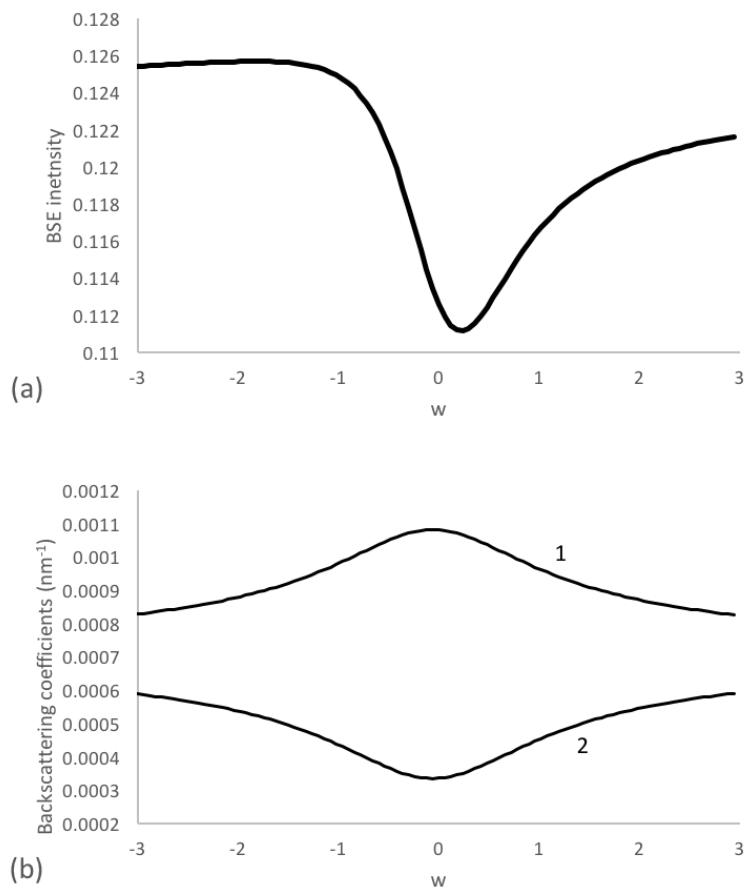 0.128
0.126
0.124
0.122
0.12
0.118
0.116
0.114
0.112
0.11
BSE inetnsity
-3 -2 -1 0 1 2 3
w
(a)
0.0012
0.0011
0.001
0.0009
0.0008
0.0007
0.0006
0.0005
0.0004
0.0003
0.0002
Backscattering coefficients (nm⁻¹)
1
2
-3 -2 -1 0 1 2 3
w
(b)